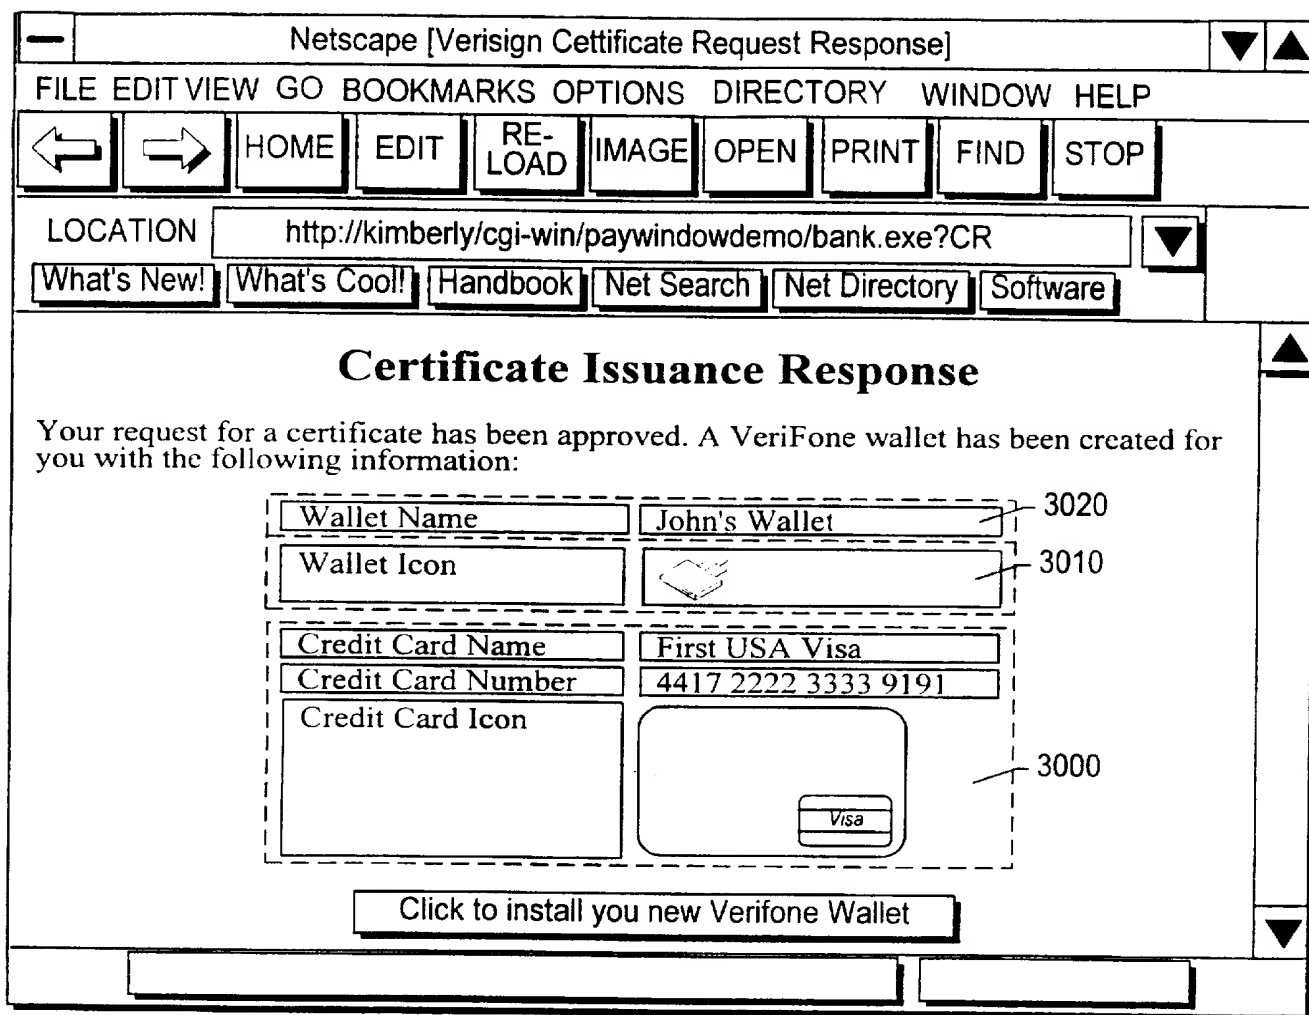 Netscape [Verisign Cettificate Request Response]
FILE EDIT VIEW GO BOOKMARKS OPTIONS DIRECTORY WINDOW HELP
HOME EDIT RE-LOAD IMAGE OPEN PRINT FIND STOP
LOCATION http://kimberly/cgi-win/paywindowdemo/bank.exe?CR
What's New! What's Cool! Handbook Net Search Net Directory Software
Certificate Issuance Response
Your request for a certificate has been approved. A VeriFone wallet has been created for
you with the following information:
Wallet Name John's Wallet 3020
Wallet Icon 3010
Credit Card Name First USA Visa
Credit Card Number 4417 2222 3333 9191
Credit Card Icon
3000
Visa
Click to install you new Verifone Wallet